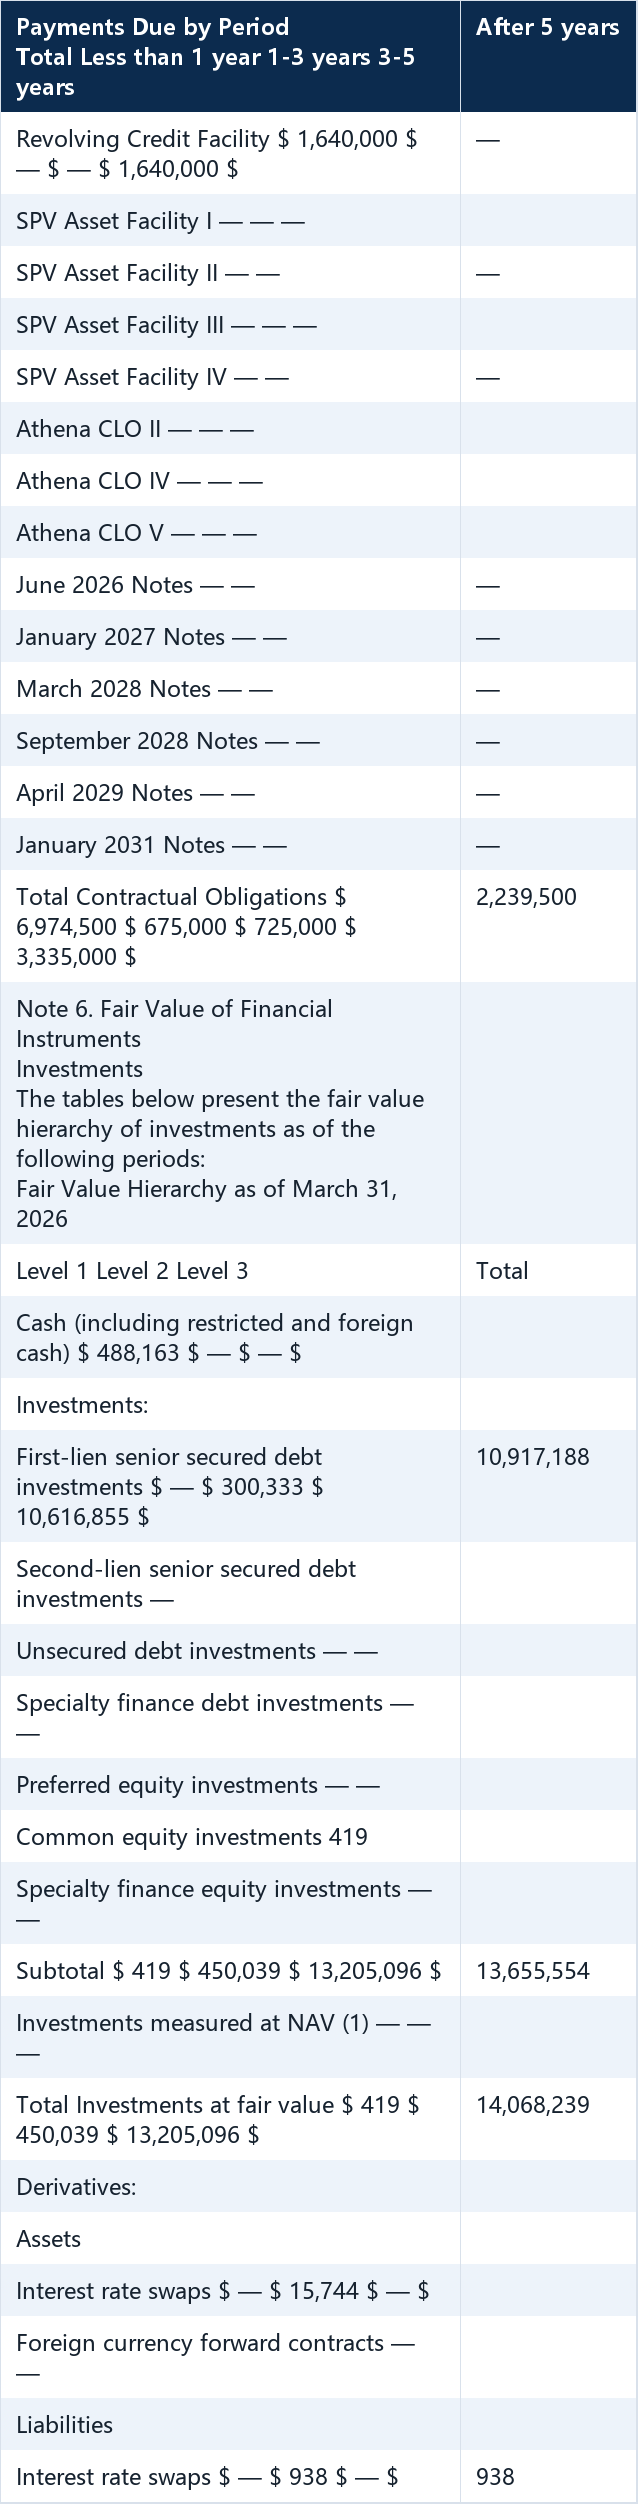 Payments Due by Period
Total Less than 1 year 1-3 years 3-5
years
After 5 years
Revolving Credit Facility $ 1,640,000 $
— $ — $ 1,640,000 $
—
SPV Asset Facility I — — —
SPV Asset Facility II — —
—
SPV Asset Facility III — — —
SPV Asset Facility IV — —
—
Athena CLO II — — —
Athena CLO IV — — —
Athena CLO V — — —
June 2026 Notes — —
—
January 2027 Notes — —
—
March 2028 Notes — —
—
September 2028 Notes — —
—
April 2029 Notes — —
—
January 2031 Notes — —
—
Total Contractual Obligations $
6,974,500 $ 675,000 $ 725,000 $
3,335,000 $
2,239,500
Note 6. Fair Value of Financial
Instruments
Investments
The tables below present the fair value
hierarchy of investments as of the
following periods:
Fair Value Hierarchy as of March 31,
2026
Level 1 Level 2 Level 3
Total
Cash (including restricted and foreign
cash) $ 488,163 $ — $ — $
Investments:
First-lien senior secured debt
investments $ — $ 300,333 $
10,616,855 $
10,917,188
Second-lien senior secured debt
investments —
Unsecured debt investments — —
Specialty finance debt investments —
—
Preferred equity investments — —
Common equity investments 419
Specialty finance equity investments —
—
Subtotal $ 419 $ 450,039 $ 13,205,096 $
13,655,554
Investments measured at NAV (1) — —
—
Total Investments at fair value $ 419 $
450,039 $ 13,205,096 $
14,068,239
Derivatives:
Assets
Interest rate swaps $ — $ 15,744 $ — $
Foreign currency forward contracts —
—
Liabilities
Interest rate swaps $ — $ 938 $ — $
938